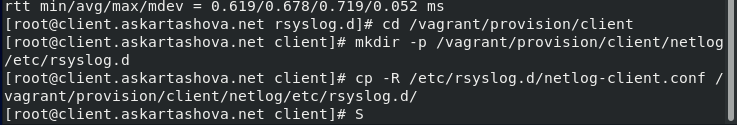 rtt min/avg/max/mdev = 0.619/0.678/0.719/0.052 ms
[root@client.askartashova.net rsyslog.d]# cd /vagrant/provision/client
[root@client.askartashova.net client]# mkdir -p /vagrant/provision/client/netlog
/etc/rsyslog.d
[root@client.askartashova.net client]# cp -R /etc/rsyslog.d/netlog-client.conf /
vagrant/provision/client/netlog/etc/rsyslog.d/
[root@client.askartashova.net client]# S